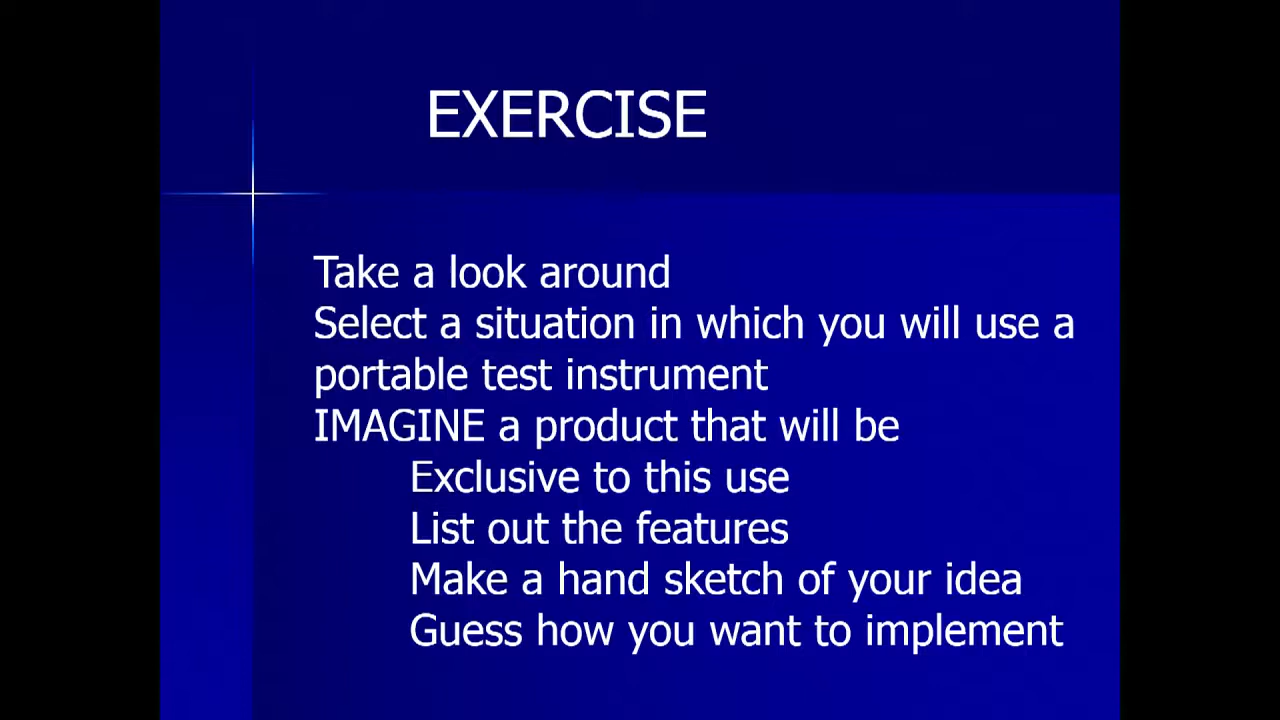 EXERCISE
Take a look around
Select a situation in which you will use a
portable test instrument
IMAGINE a product that will be
Exclusive to this use
List out the features
Make a hand sketch of your idea
Guess how you want to implement